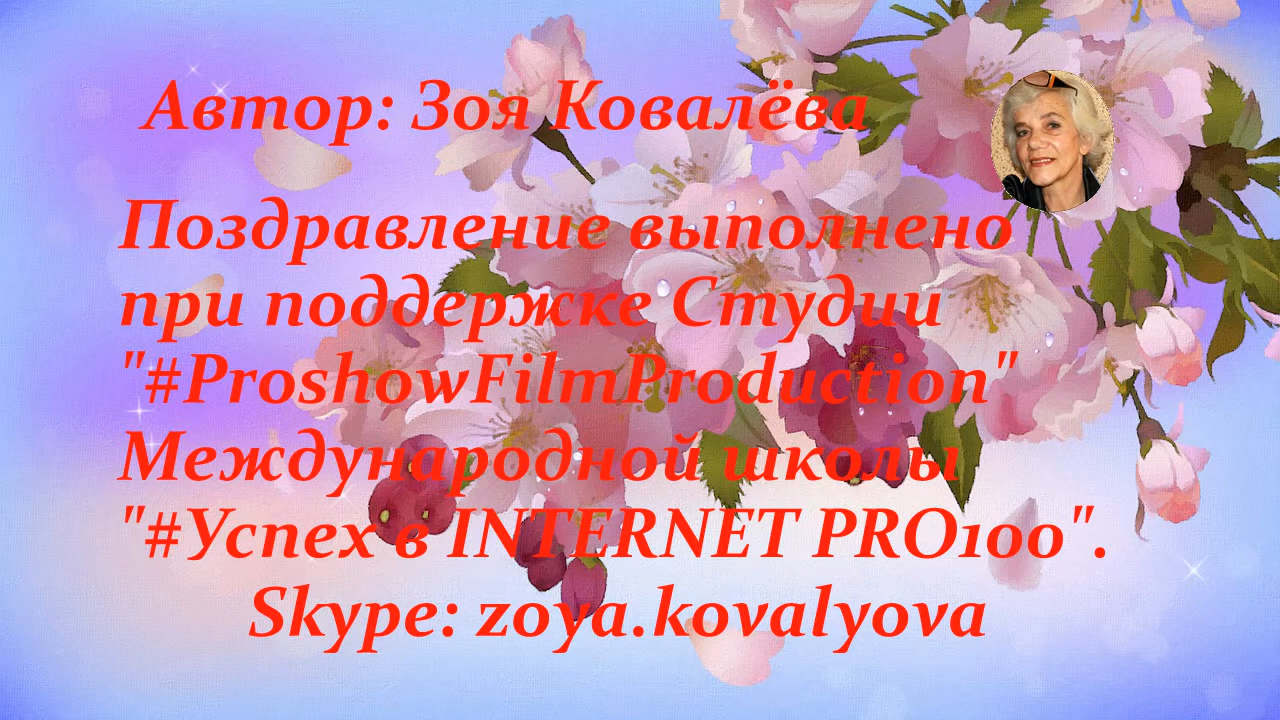 Автор: Зоя Ковалёва
Поздравление выполнено
при поддержке Студии
"#ProshowFilmProduction"
Международной школы
"#Успех в INTERNET PRO100".
Skype: zoya.kovalyova